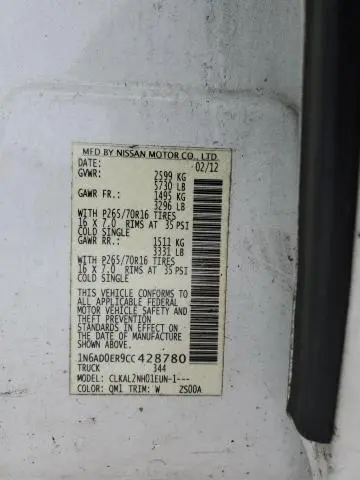 MFD BY NISSAN MOTOR CO., LTD
DATE: 02/12
GVWR: 2599 KG
5730 LB
GAWR FR.: 1495 KG
3296 LB
WITH P265/70R16 TIRES
16 X 7.0 RIMS AT 35 PSI
COLD SINGLE
GAWR RR.: 1511 KG
3331 LB
WITH P265/70R16 TIRES
16 X 7.0 RIMS AT 35 PSI
COLD SINGLE
THIS VEHICLE CONFORMS TO
ALL APPLICABLE FEDERAL
MOTOR VEHICLE SAFETY
STANDARDS IN EFFECT ON
THE DATE OF MANUFACTURE
SHOWN ABOVE.
1N6AD0ER9CC428780
TRUCK 344
MODEL: CLKAL2NH01EUN-1---
COLOR: QM1 TRIM: W ZS00A